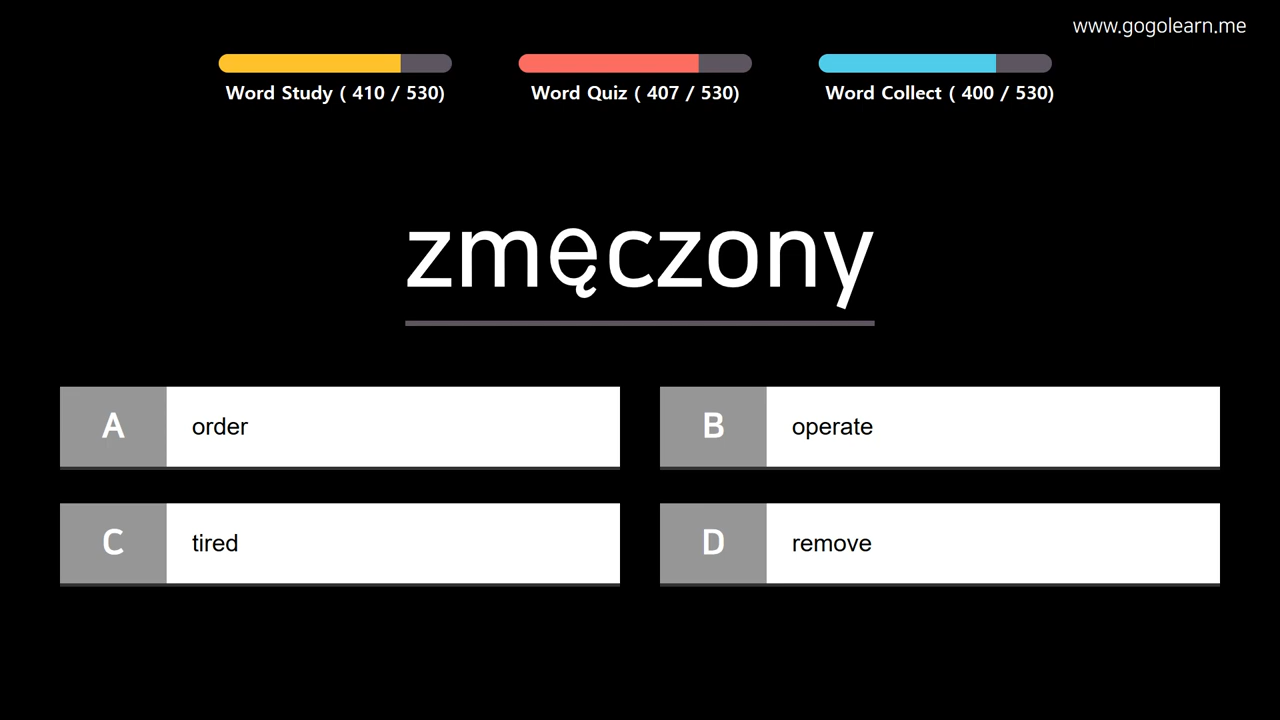 www.gogolearn.me
Word Study ( 410 / 530)
Word Quiz ( 407 / 530)
Word Collect ( 400 / 530)
zmęczony
A order
B operate
C tired
D remove